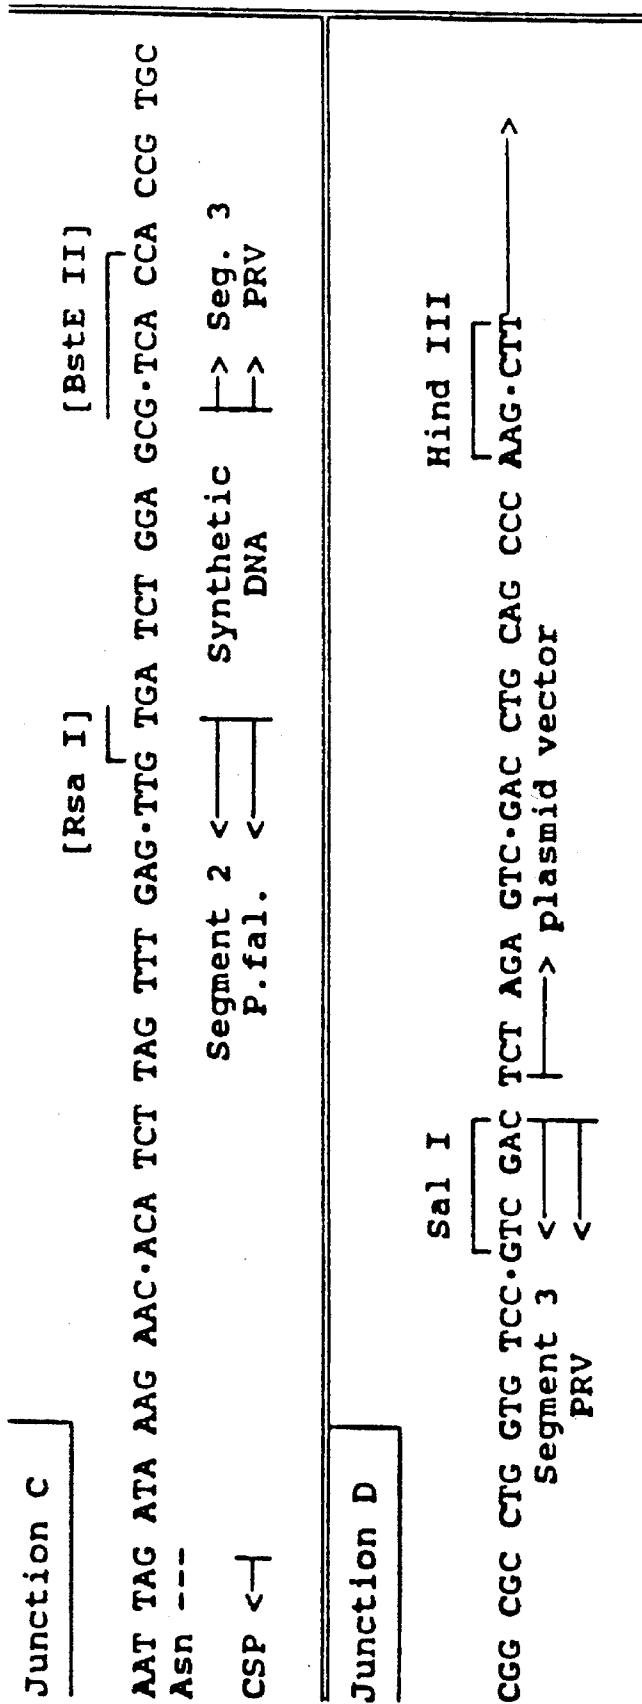 Junction C
[Rsa I] [BstE II]
AAT TAG ATA AAG AAC·ACA TCT TAG TTT GAG·TTG TGA TCT GGA GCG·TCA CCA CCG TGC
Asn ---
CSP <— Segment 2 <— Synthetic —> Seg. 3
P.fal. <— DNA —> PRV
Junction D
Sal I Hind III
CGG CGC CTG GTG TCC·GTC GAC TCT AGA GTC·GAC CTG CAG CCC AAG·CTT——>
Segment 3 <— —> plasmid vector
PRV <—